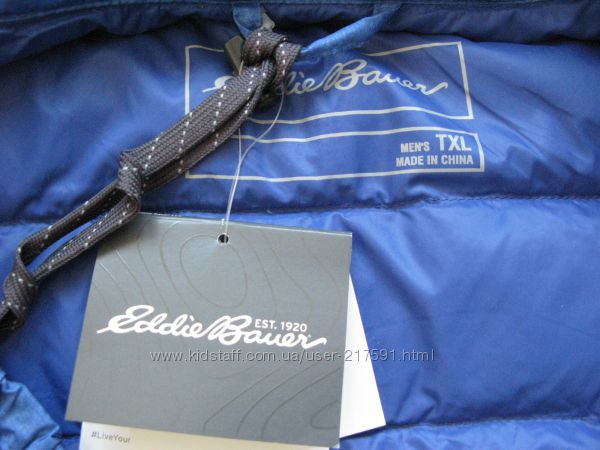 Eddie Bauer
MEN'S TXL
MADE IN CHINA
EST. 1920
Eddie Bauer
www.kidstaff.com.ua/user-217591.html
#LiveYour